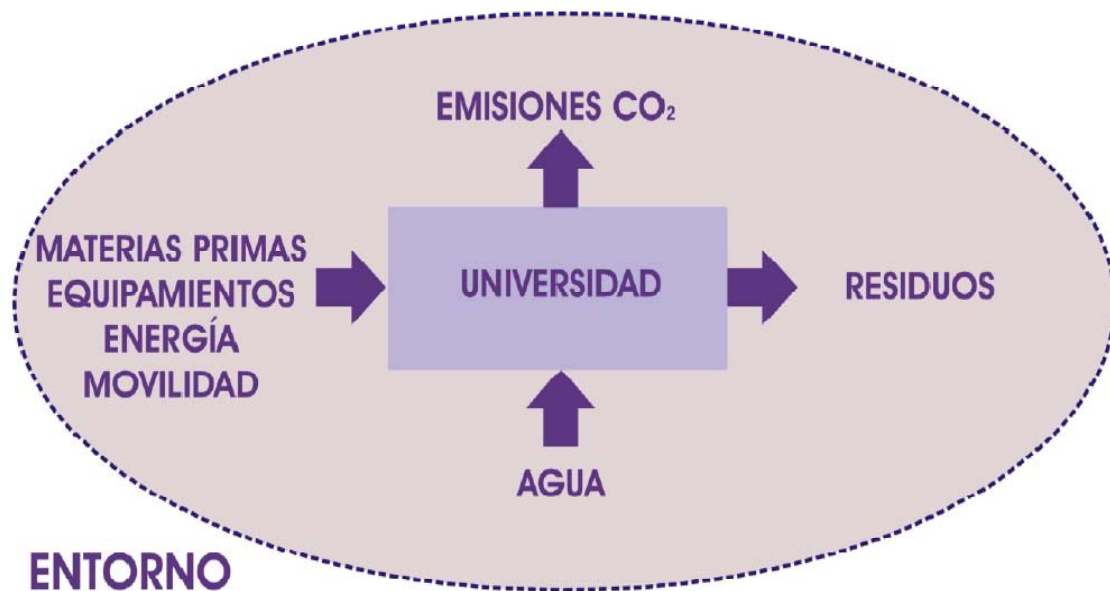 EMISIONES CO₂
MATERIAS PRIMAS
EQUIPAMIENTOS
ENERGÍA
MOVILIDAD
UNIVERSIDAD
RESIDUOS
AGUA
ENTORNO